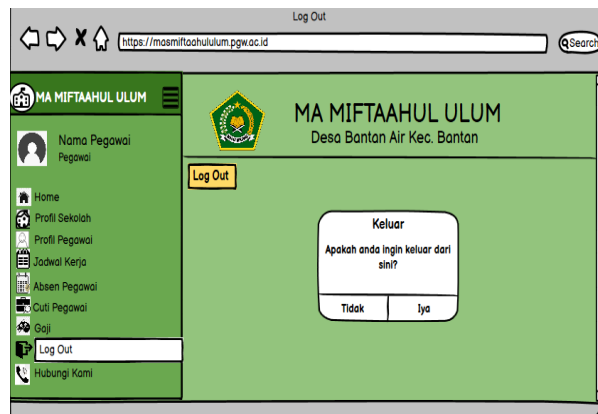 Log Out
https://masmiftaahululum.pgw.ac.id
Search
MA MIFTAAHUL ULUM
Nama Pegawai
Pegawai
Home
Profil Sekolah
Profil Pegawai
Jadwal Kerja
Absen Pegawai
Cuti Pegawai
Gaji
Log Out
Hubungi Kami
MA MIFTAAHUL ULUM
Desa Bantan Air Kec. Bantan
Log Out
Keluar
Apakah anda ingin keluar dari
sini?
Tidak
Iya